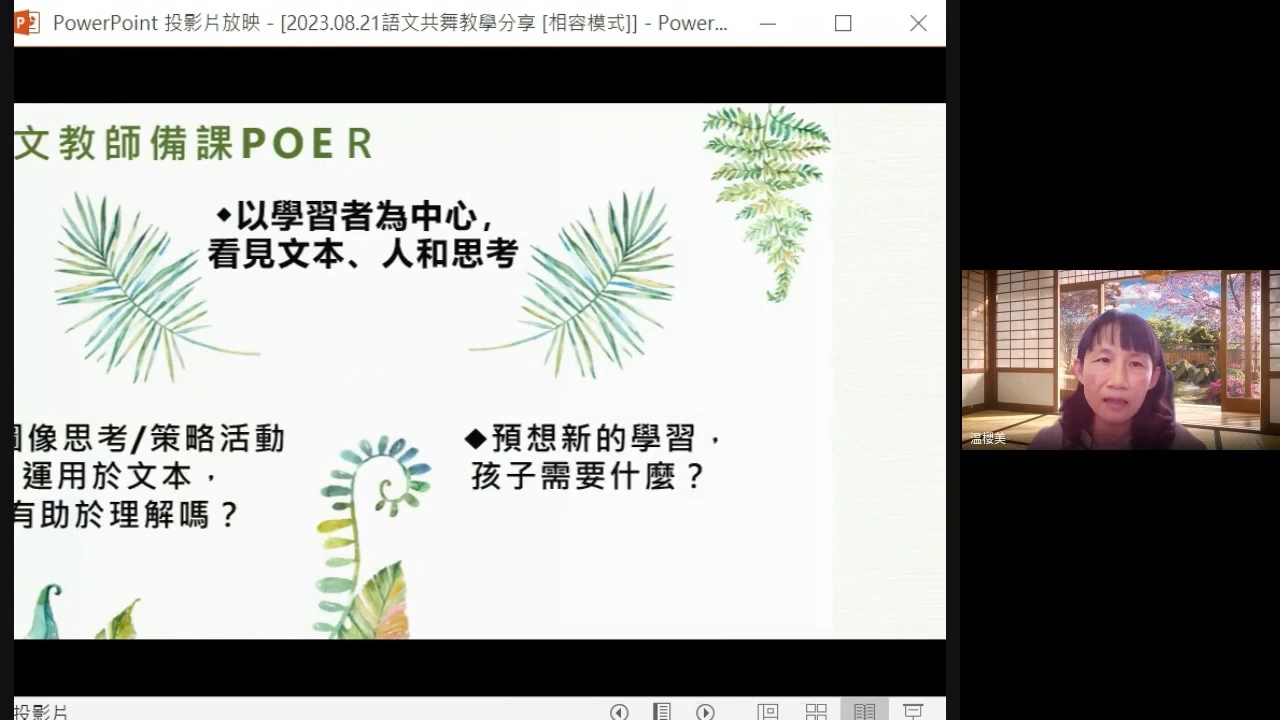 PowerPoint 投影片放映 - [2023.08.21語文共舞教學分享 [相容模式]] - Power...
文教師備課POER
◆以學習者為中心,
看見文本、人和思考
像思考/策略活動
運用於文本，
有助於理解嗎？
◆預想新的學習，
孩子需要什麼？
温櫻美
投影片